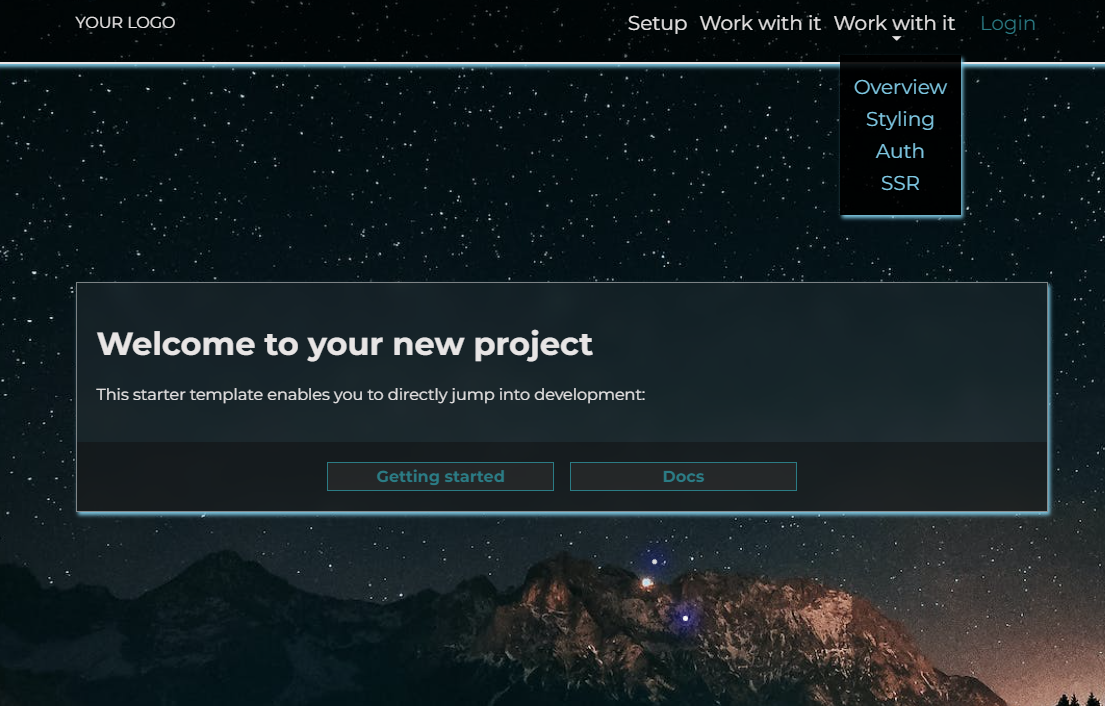 YOUR LOGO
Setup Work with it Work with it Login
Overview
Styling
Auth
SSR
Welcome to your new project
This starter template enables you to directly jump into development:
Getting started Docs